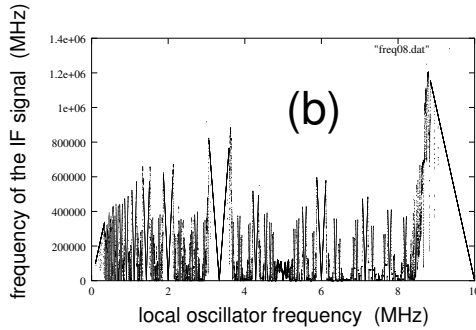 frequency of the IF signal (MHz)
1.4e+06
1.2e+06
1e+06
800000
600000
400000
200000
0
"freq08.dat"
(b)
0 2 4 6 8 10
local oscillator frequency (MHz)